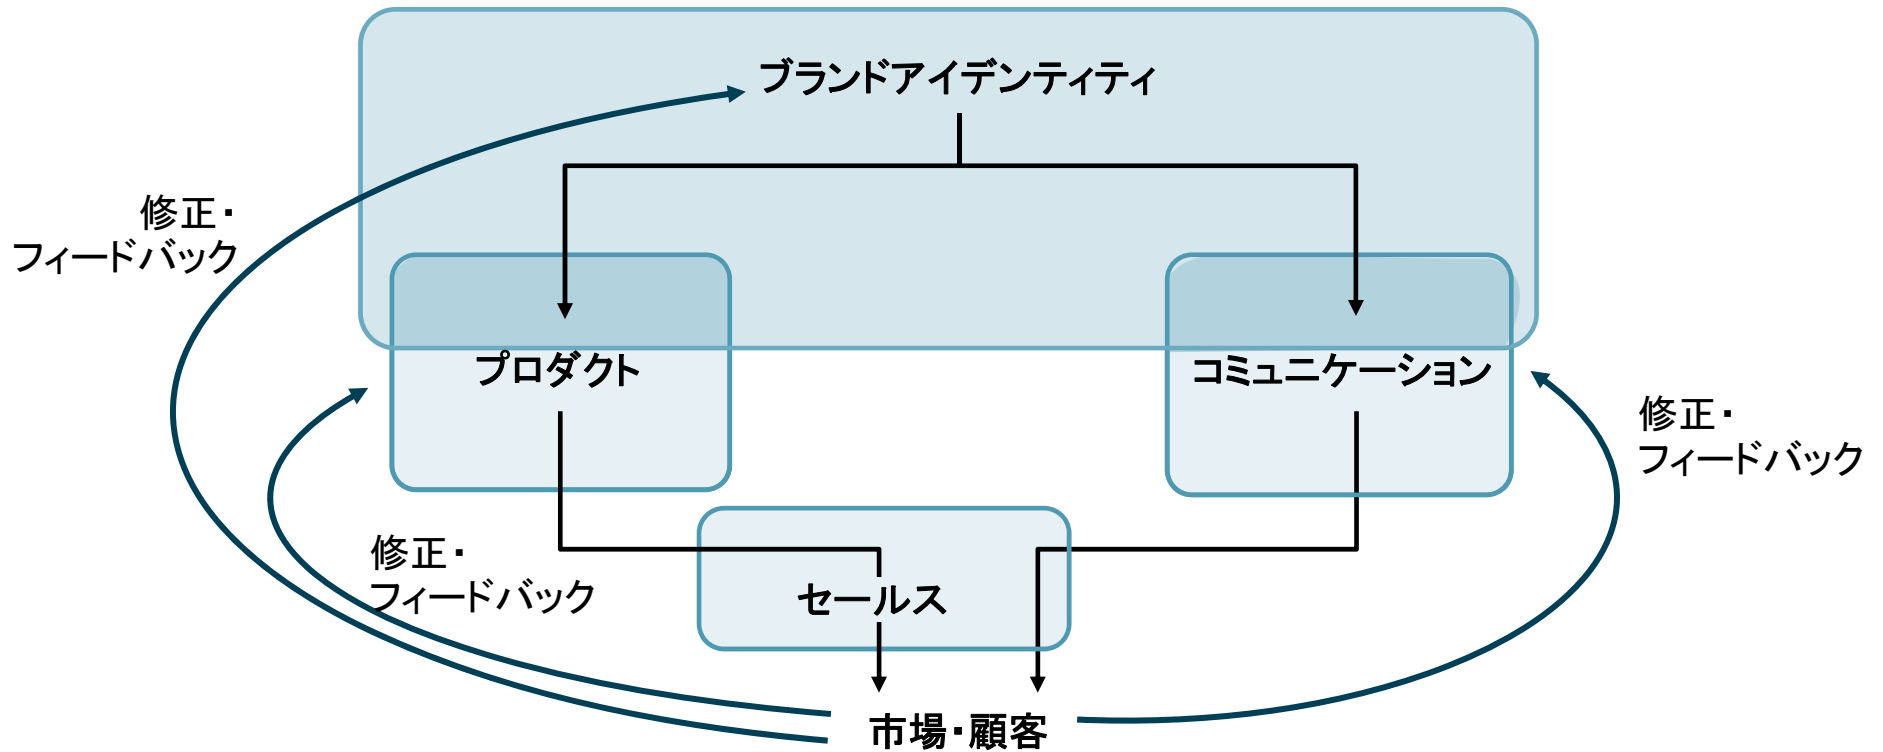 ブランドアイデンティティ
修正・
フィードバック
プロダクト
コミュニケーション
修正・
フィードバック
修正・
フィードバック
セールス
市場・顧客